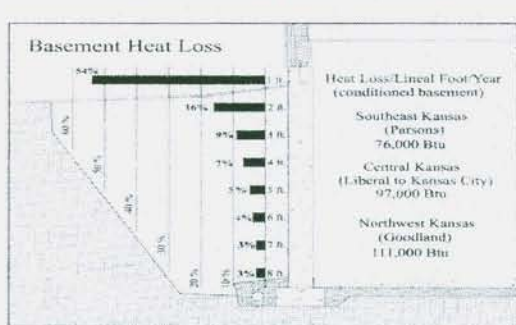 Basement Heat Loss
54% 1 ft.
16% 2 ft.
9% 3 ft.
7% 4 ft.
5% 5 ft.
4% 6 ft.
3% 7 ft.
3% 8 ft.
60 %
50 %
40 %
30 %
20 %
10 %
Heat Loss/Lineal Foot/Year
(conditioned basement)
Southeast Kansas
(Parsons)
76,000 Btu
Central Kansas
(Liberal to Kansas City)
97,000 Btu
Northwest Kansas
(Goodland)
111,000 Btu